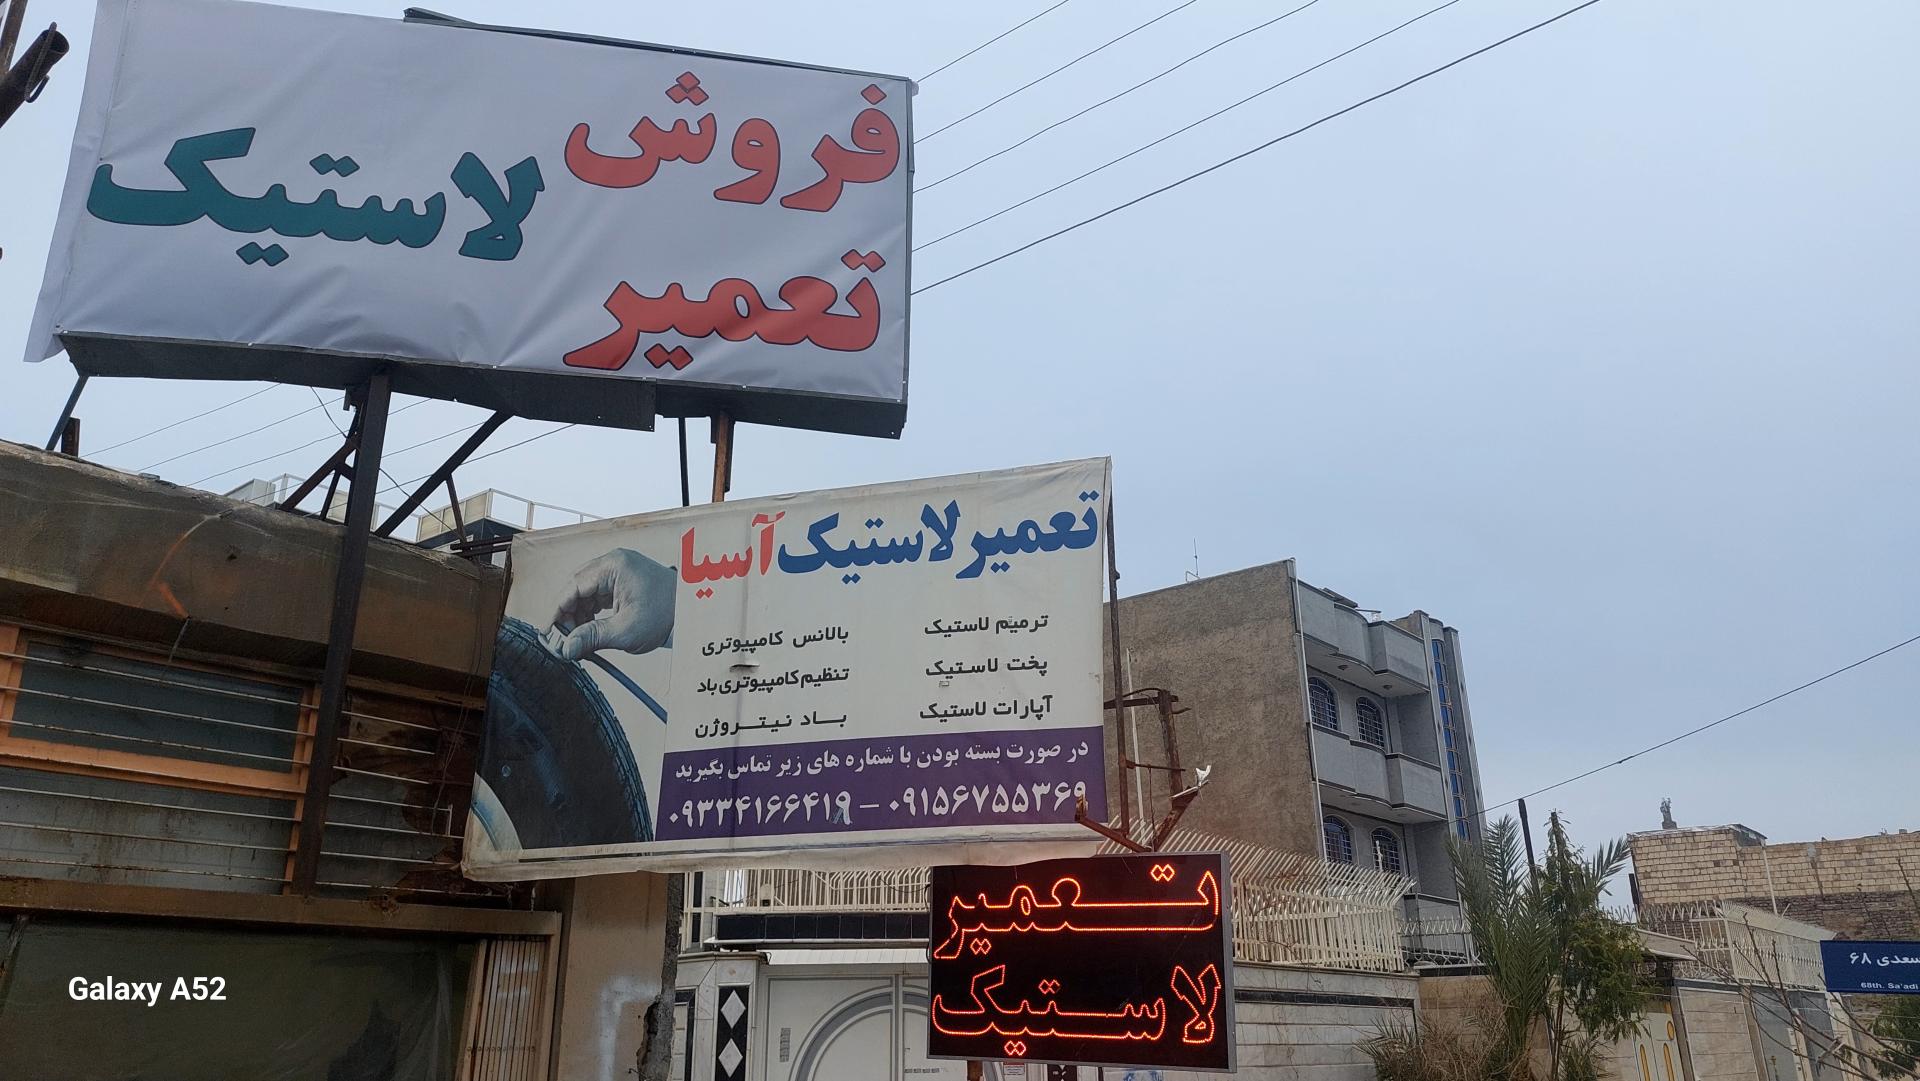 فروش
تعمیر
لاستیک
تعمیر لاستیک آسیا
ترمیم لاستیک
پخت لاستیک
آپارات لاستیک
بالانس کامپیوتری
تنظیم کامپیوتری باد
بـــاد نیتـــروژن
در صورت بسته بودن با شماره های زیر تماس بگیرید
۰۹۱۵۶۷۵۵۳۶۹ – ۰۹۳۳۴۱۶۶۴۱۹
تعمیر
لاستیک
سعدی ۶۸
68th. Sa'adi
Galaxy A52